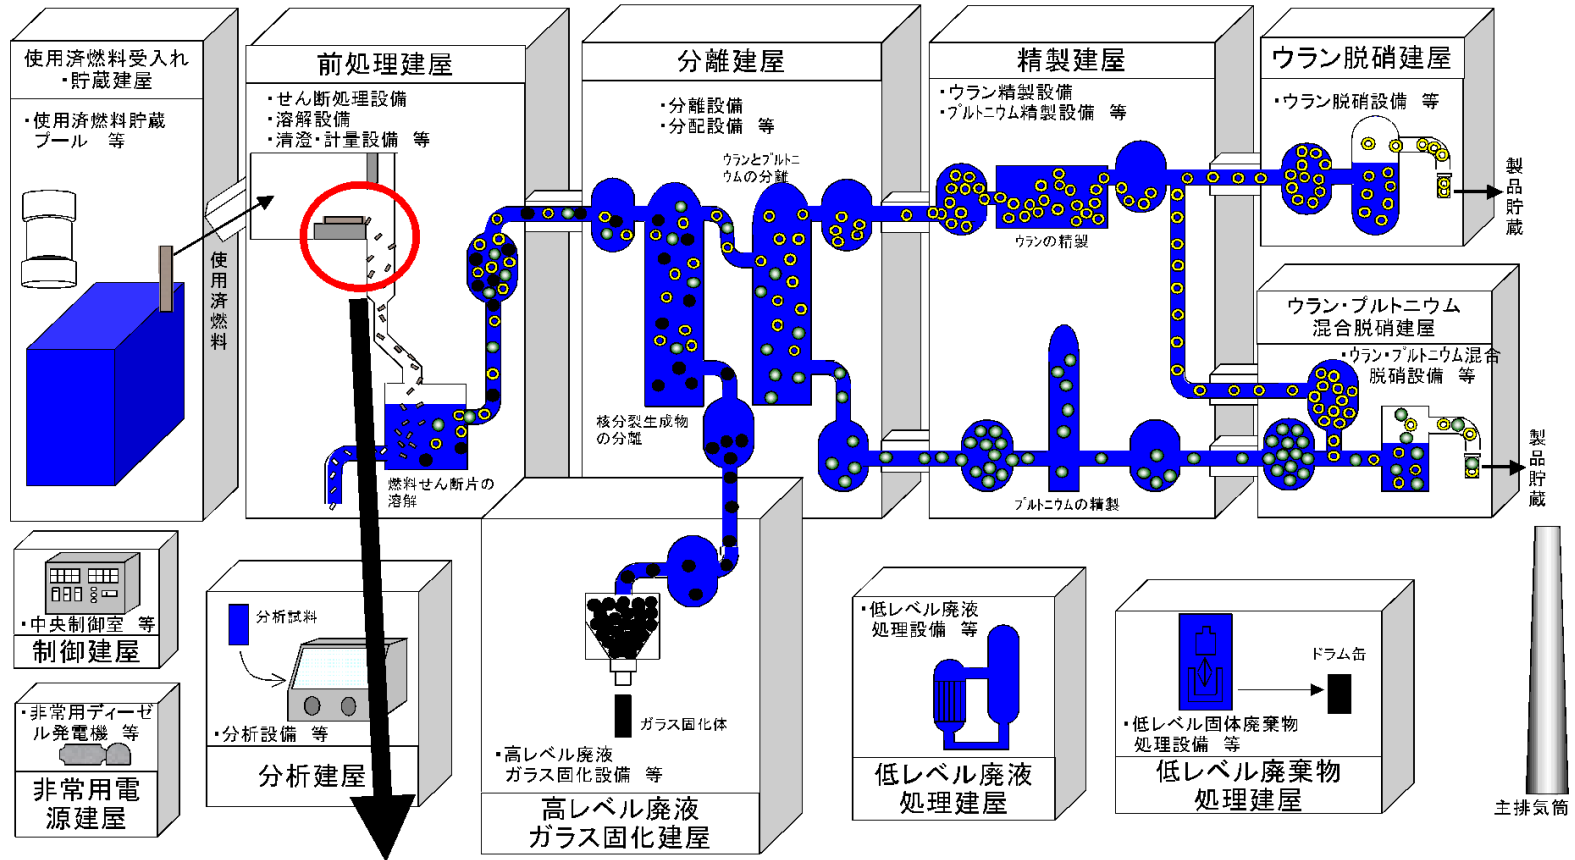 使用済燃料受入れ
・貯蔵建屋
・使用済燃料貯蔵
プール 等
使用済燃料
前処理建屋
・せん断処理設備
・溶解設備
・清澄・計量設備 等
燃料せん断片の
溶解
分離建屋
・分離設備
・分配設備 等
ウランとプルトニ
ウムの分離
核分裂生成物
の分離
精製建屋
・ウラン精製設備
・プルトニウム精製設備 等
ウランの精製
プルトニウムの精製
ウラン脱硝建屋
・ウラン脱硝設備 等
製品貯蔵
ウラン・プルトニウム
混合脱硝建屋
・ウラン・プルトニウム混合
脱硝設備 等
製品貯蔵
・中央制御室 等
制御建屋
・非常用ディーゼ
ル発電機 等
非常用電
源建屋
分析試料
・分析設備 等
分析建屋
ガラス固化体
・高レベル廃液
ガラス固化設備 等
高レベル廃液
ガラス固化建屋
・低レベル廃液
処理設備 等
低レベル廃液
処理建屋
ドラム缶
・低レベル固体廃棄物
処理設備 等
低レベル廃棄物
処理建屋
主排気筒